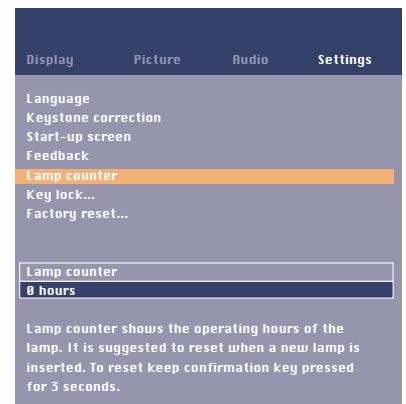 Display Picture Audio Settings
Language
Keystone correction
Start-up screen
Feedback
Lamp counter
Key lock...
Factory reset...
Lamp counter
0 hours
Lamp counter shows the operating hours of the
lamp. It is suggested to reset when a new lamp is
inserted. To reset keep confirmation key pressed
for 3 seconds.